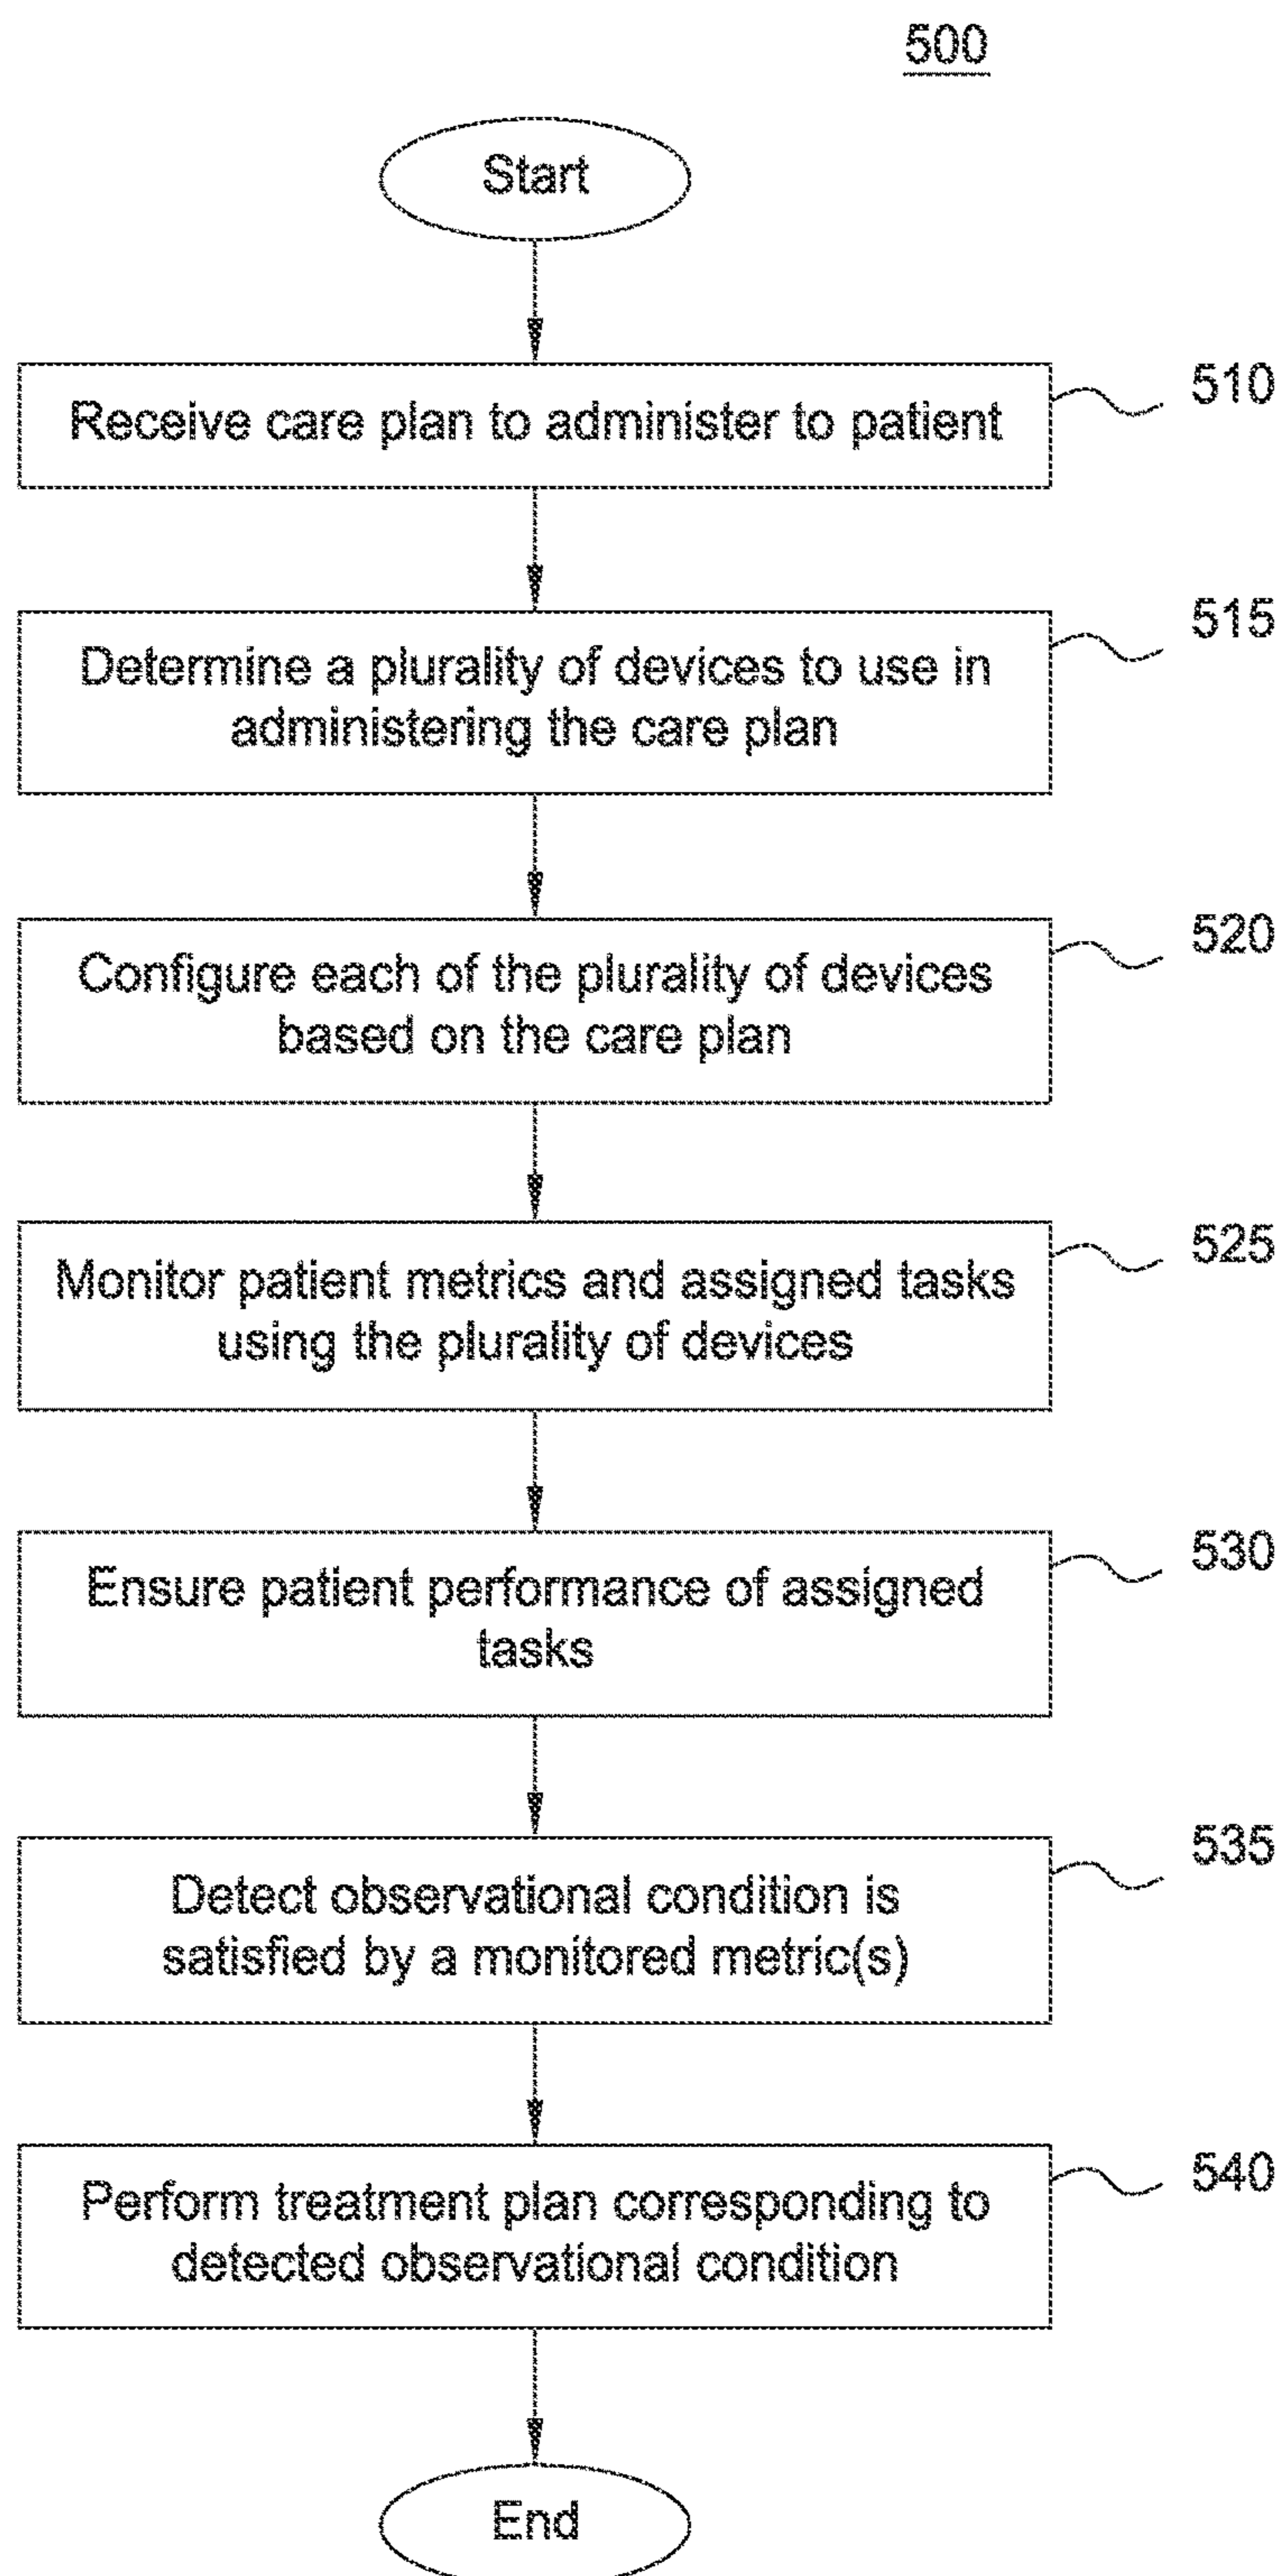 500
Start
Receive care plan to administer to patient
510
Determine a plurality of devices to use in
administering the care plan
515
Configure each of the plurality of devices
based on the care plan
520
Monitor patient metrics and assigned tasks
using the plurality of devices
525
Ensure patient performance of assigned
tasks
530
Detect observational condition is
satisfied by a monitored metric(s)
535
Perform treatment plan corresponding to
detected observational condition
540
End